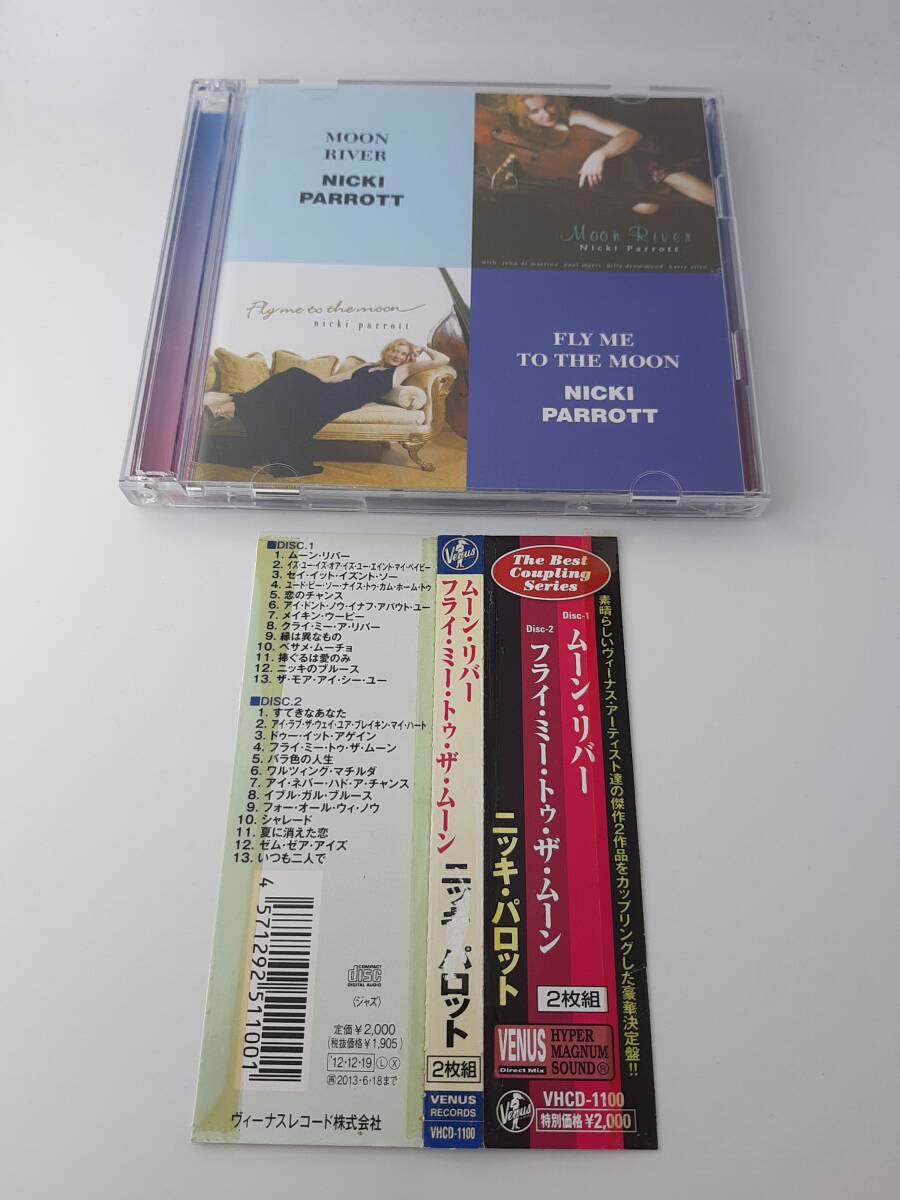 MOON
RIVER
NICKI
PARROTT
Moon River
Nicki Parrott
with john di martino paul meyers billy drummond harry allen
Fly me to the moon
nicki parrott
FLY ME
TO THE MOON
NICKI
PARROTT
■DISC.1
1. ムーン・リバー
2. イズ・ユー・イズ・オア・イズ・ユー・エイント・マイ・ベイビー
3. セイ・イット・イズント・ソー
4. ユード・ビー・ソー・ナイス・トゥ・カム・ホーム・トゥ
5. 恋のチャンス
6. アイ・ドント・ノウ・イナフ・アバウト・ユー
7. メイキン・ウーピー
8. クライ・ミー・ア・リバー
9. 縁は異なもの
10. ベサメ・ムーチョ
11. 捧ぐるは愛のみ
12. ニッキのブルース
13. ザ・モア・アイ・シー・ユー
■DISC.2
1. すてきなあなた
2. アイ・ラブ・ザ・ウェイ・ユア・ブレイキン・マイ・ハート
3. ドゥー・イット・アゲイン
4. フライ・ミー・トゥ・ザ・ムーン
5. バラ色の人生
6. ワルツィング・マチルダ
7. アイ・ネバー・ハド・ア・チャンス
8. イブル・ガル・ブルース
9. フォー・オール・ウィ・ノウ
10. シャレード
11. 夏に消えた恋
12. ゼム・ゼア・アイズ
13. いつも二人で
4 571292 511001
COMPACT
disc
DIGITAL AUDIO
〈ジャズ〉
定価¥2,000
(税抜価格¥1,905)
'12・12・19 L X
再 2013・6・18まで
ヴィーナスレコード株式会社
Venus
ムーン・リバー
フライ・ミー・トゥ・ザ・ムーン
ニッキ・パロット
2枚組
VENUS
RECORDS
VHCD-1100
The Best
Coupling
Series
Disc-1
ムーン・リバー
Disc-2
フライ・ミー・トゥ・ザ・ムーン
ニッキ・パロット
素晴らしいヴィーナス・アーティスト達の傑作2作品をカップリングした豪華決定盤!!
2枚組
VENUS
Direct Mix
HYPER
MAGNUM
SOUND®
Venus
VHCD-1100
特別価格¥2,000